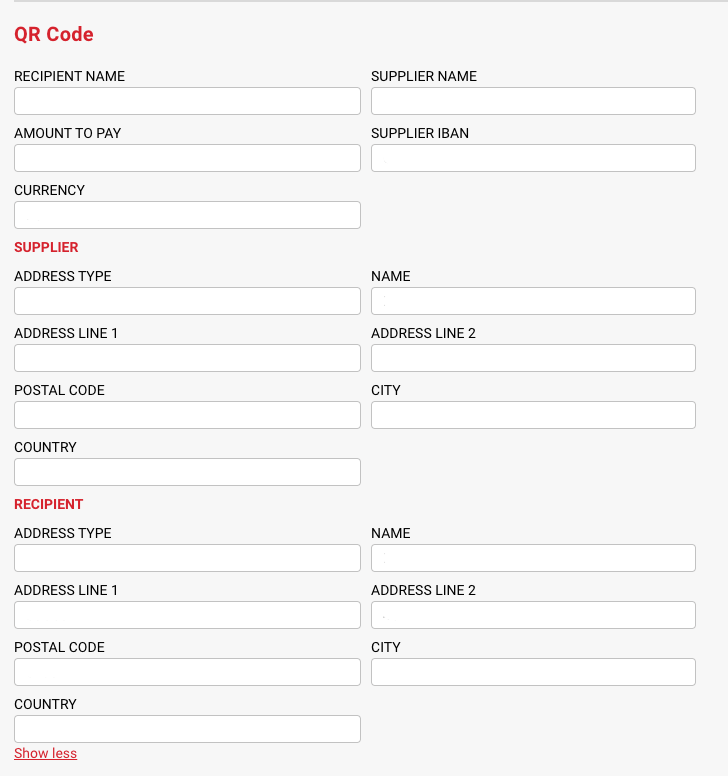 QR Code
RECIPIENT NAME SUPPLIER NAME
AMOUNT TO PAY SUPPLIER IBAN
CURRENCY
SUPPLIER
ADDRESS TYPE NAME
ADDRESS LINE 1 ADDRESS LINE 2
POSTAL CODE CITY
COUNTRY
RECIPIENT
ADDRESS TYPE NAME
ADDRESS LINE 1 ADDRESS LINE 2
POSTAL CODE CITY
COUNTRY
Show less